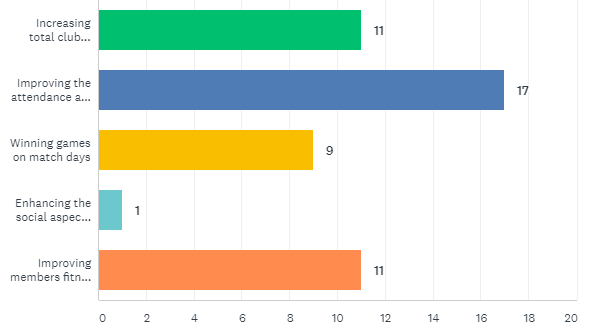 Increasing
total club...
11
Improving the
attendance a...
17
Winning games
on match days
9
Enhancing the
social aspec...
1
Improving
members fitn...
11
0 2 4 6 8 10 12 14 16 18 20